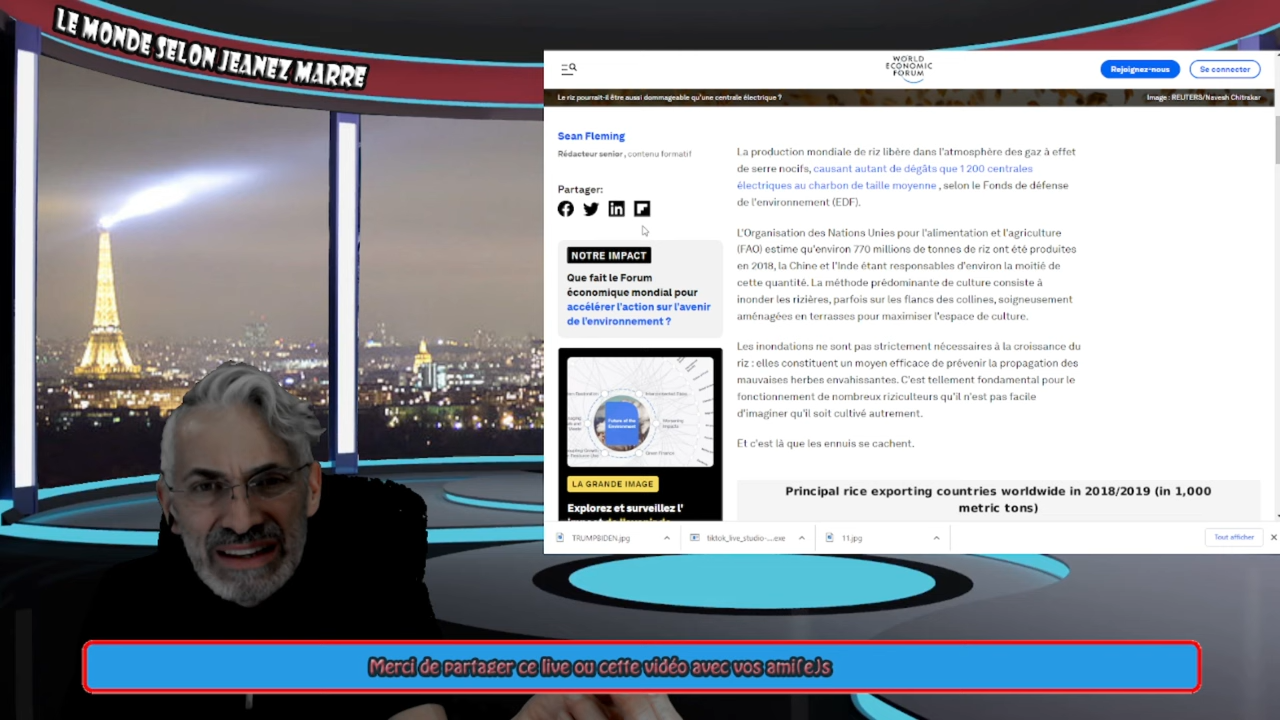 LE MONDE SELON JEANEZ MARRE
WORLD
ECONOMIC
FORUM
Rejoignez-nous
Se connecter
Le riz pourrait-il être aussi dommageable qu'une centrale électrique ?
Image : REUTERS/Navesh Chitrakar
Sean Fleming
Rédacteur senior , contenu formatif
Partager:
NOTRE IMPACT
Que fait le Forum
économique mondial pour
accélérer l'action sur l'avenir
de l'environnement ?
Future of the
Environment
LA GRANDE IMAGE
Explorez et surveillez l'
La production mondiale de riz libère dans l'atmosphère des gaz à effet
de serre nocifs, causant autant de dégâts que 1 200 centrales
électriques au charbon de taille moyenne , selon le Fonds de défense
de l'environnement (EDF).
L'Organisation des Nations Unies pour l'alimentation et l'agriculture
(FAO) estime qu'environ 770 millions de tonnes de riz ont été produites
en 2018, la Chine et l'Inde étant responsables d'environ la moitié de
cette quantité. La méthode prédominante de culture consiste à
inonder les rizières, parfois sur les flancs des collines, soigneusement
aménagées en terrasses pour maximiser l'espace de culture.
Les inondations ne sont pas strictement nécessaires à la croissance du
riz : elles constituent un moyen efficace de prévenir la propagation des
mauvaises herbes envahissantes. C'est tellement fondamental pour le
fonctionnement de nombreux riziculteurs qu'il n'est pas facile
d'imaginer qu'il soit cultivé autrement.
Et c'est là que les ennuis se cachent.
Principal rice exporting countries worldwide in 2018/2019 (in 1,000
metric tons)
TRUMPBIDEN.jpg
tiktok_live_studio-....exe
11.jpg
Tout afficher
Merci de partager ce live ou cette vidéo avec vos ami(e)s